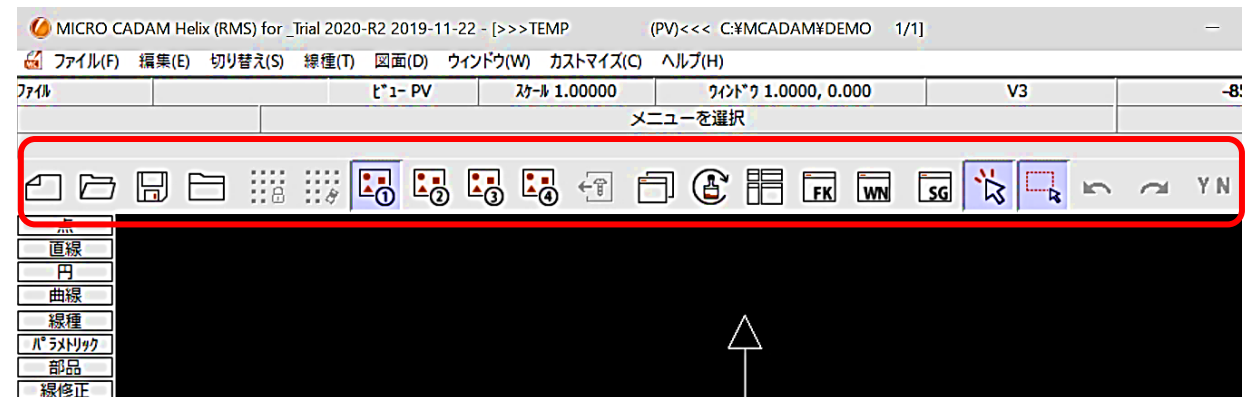 MICRO CADAM Helix (RMS) for _Trial 2020-R2 2019-11-22 - [>>>TEMP (PV)<<< C:¥MCADAM¥DEMO 1/1]
ファイル(F) 編集(E) 切り替え(S) 線種(T) 図面(D) ウィンドウ(W) カスタマイズ(C) ヘルプ(H)
ﾌｧｲﾙ ﾋﾞｭｰ PV ｽｹｰﾙ 1.00000 ｳｨﾝﾄﾞｳ 1.0000, 0.000 V3
メニューを選択
1 2 3 4 FK WN SG Y N
点
直線
円
曲線
線種
ﾊﾟﾗﾒﾄﾘｯｸ
部品
線修正